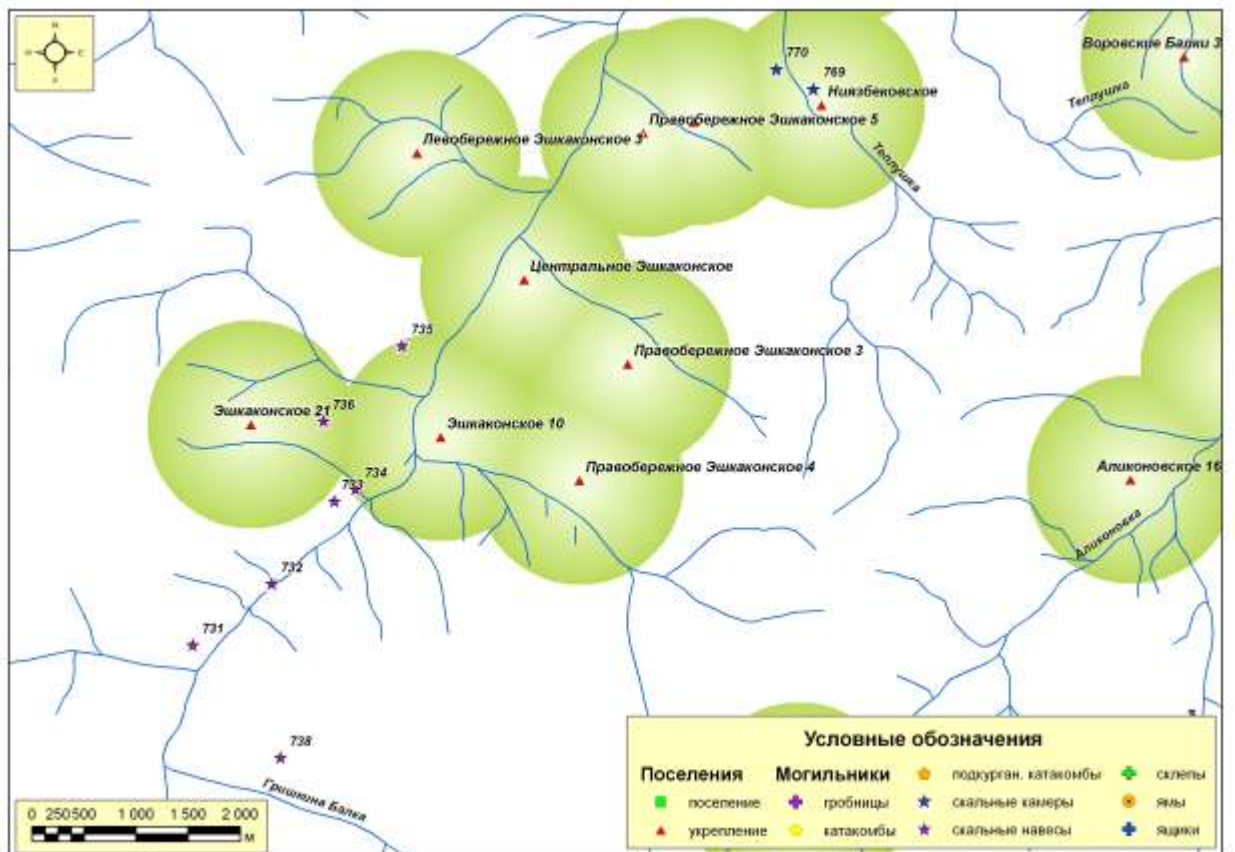 N
W E
S
770
769
Воровские Балки 3
Ниязбековское
Теплушка
Правобережное Эшкаконское 5
Левобережное Эшкаконское 3
Теплушка
Центральное Эшкаконское
735
Правобережное Эшкаконское 3
Эшкаконское 21
736
Эшкаконское 10
734
733
Правобережное Эшкаконское 4
Аликоновское 16
Аликоновка
732
731
738
Гришкина Балка
0 250 500 1 000 1 500 2 000
м
Условные обозначения
Поселения Могильники подкурган. катакомбы склепы
поселение гробницы скальные камеры ямы
укрепление катакомбы скальные навесы ящики